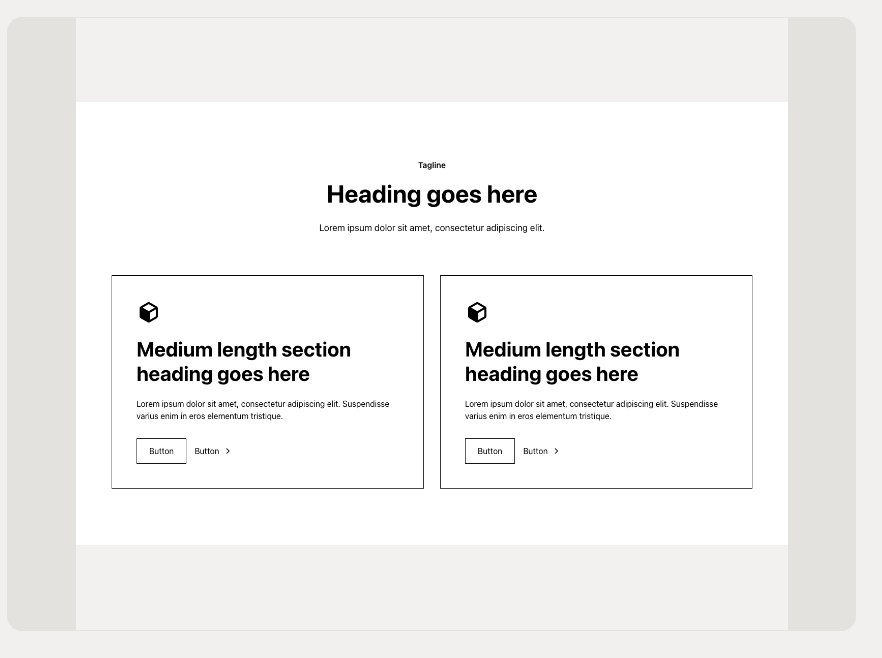 Tagline
Heading goes here
Lorem ipsum dolor sit amet, consectetur adipiscing elit.
Medium length section
heading goes here
Lorem ipsum dolor sit amet, consectetur adipiscing elit. Suspendisse
varius enim in eros elementum tristique.
Button
Button
Medium length section
heading goes here
Lorem ipsum dolor sit amet, consectetur adipiscing elit. Suspendisse
varius enim in eros elementum tristique.
Button
Button